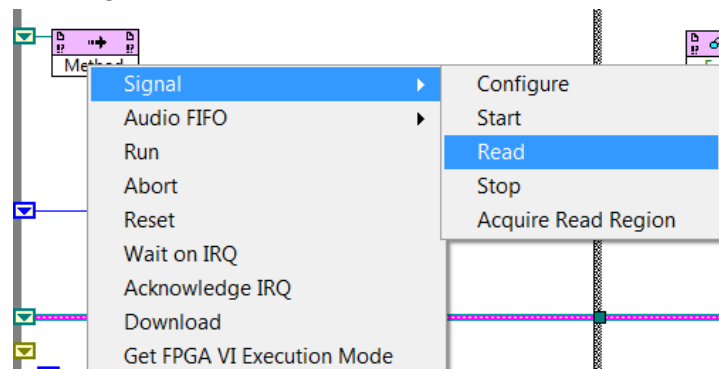 Method
Signal
Audio FIFO
Run
Abort
Reset
Wait on IRQ
Acknowledge IRQ
Download
Get FPGA VI Execution Mode
Configure
Start
Read
Stop
Acquire Read Region